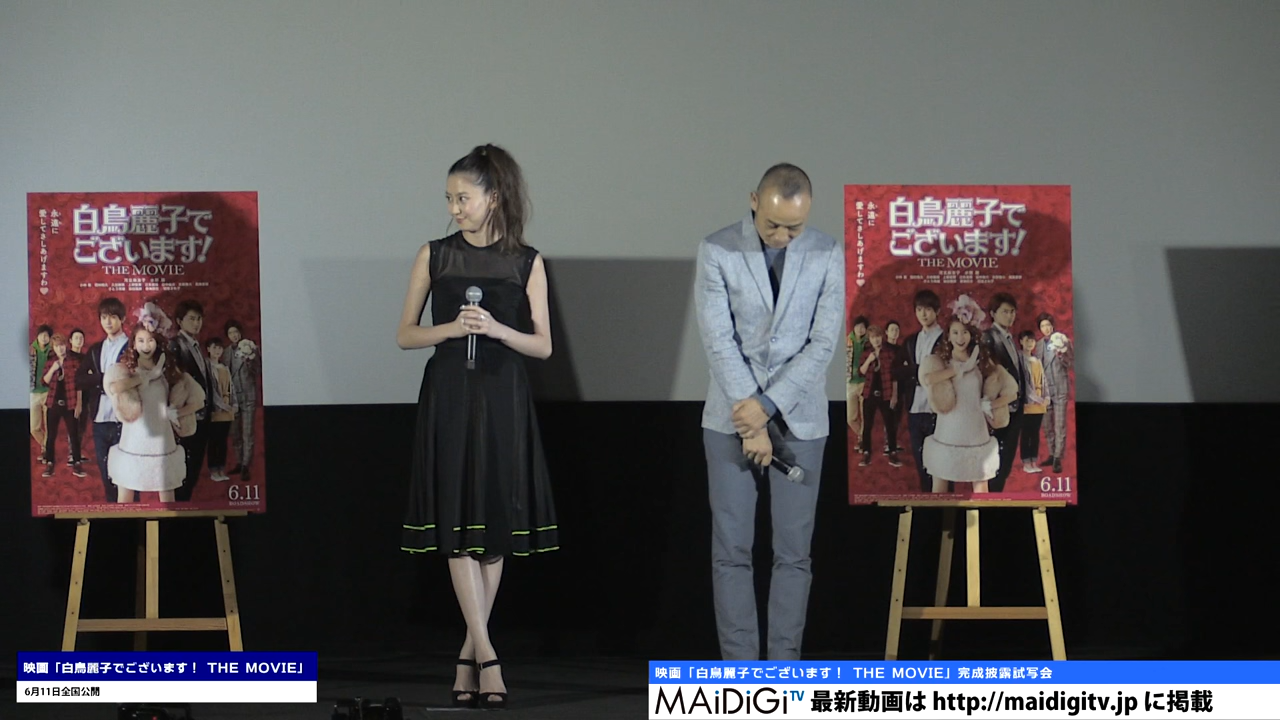 永遠に
愛してさしあげますわ
白鳥麗子で
ございます!
THE MOVIE
6.11
ROADSHOW
永遠に
愛してさしあげますわ
白鳥麗子で
ございます!
THE MOVIE
6.11
ROADSHOW
映画「白鳥麗子でございます！ THE MOVIE」
6月11日全国公開
映画「白鳥麗子でございます！ THE MOVIE」完成披露試写会
MAiDiGiTV 最新動画は http://maidigitv.jp に掲載